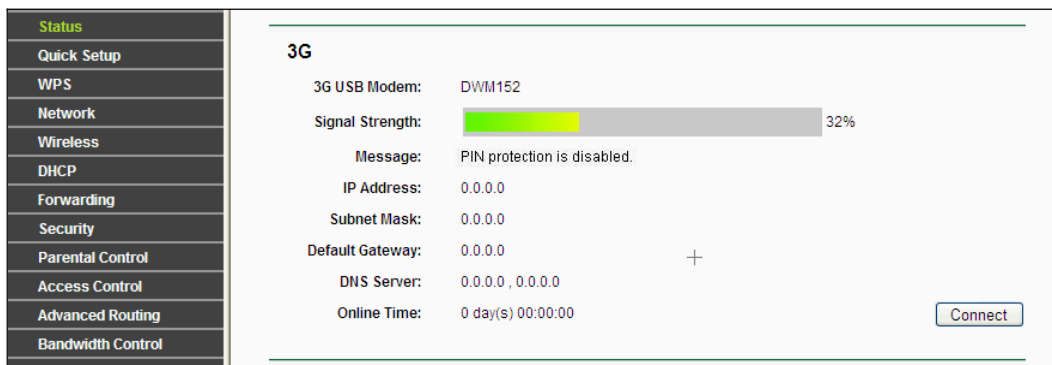 Status
Quick Setup
WPS
Network
Wireless
DHCP
Forwarding
Security
Parental Control
Access Control
Advanced Routing
Bandwidth Control
3G
3G USB Modem: DWM152
Signal Strength: 32%
Message: PIN protection is disabled.
IP Address: 0.0.0.0
Subnet Mask: 0.0.0.0
Default Gateway: 0.0.0.0
DNS Server: 0.0.0.0 , 0.0.0.0
Online Time: 0 day(s) 00:00:00 Connect